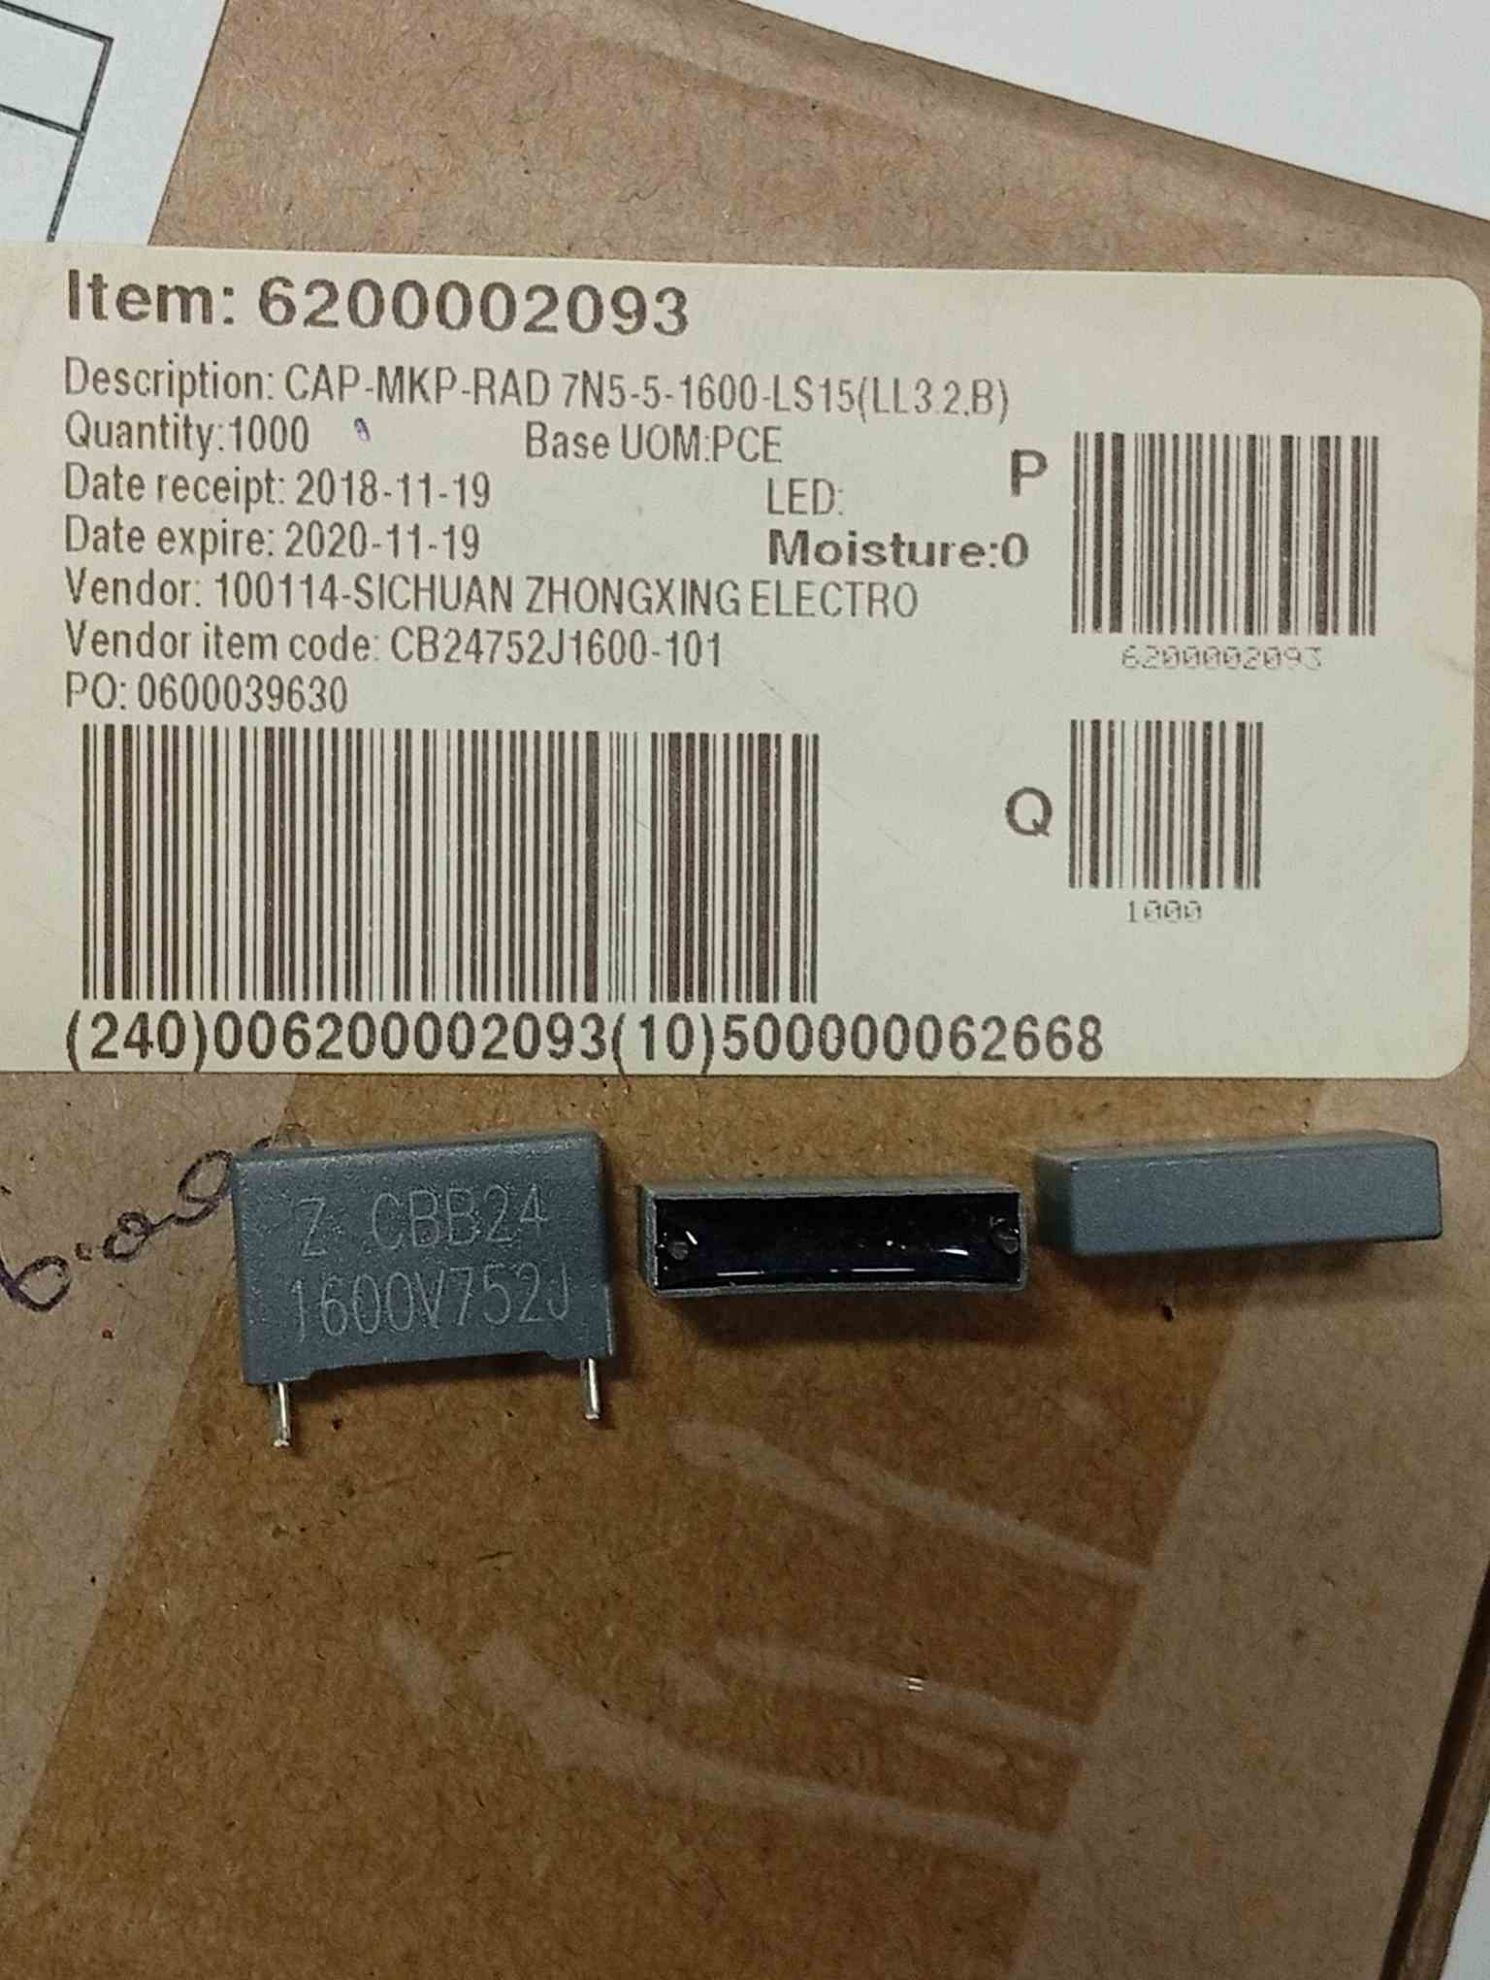 Item: 6200002093
Description: CAP-MKP-RAD 7N5-5-1600-LS15(LL3.2.B)
Quantity:1000 Base UOM:PCE
Date receipt: 2018-11-19 LED:
Date expire: 2020-11-19 Moisture:0
Vendor: 100114-SICHUAN ZHONGXING ELECTRO
Vendor item code: CB24752J1600-101
PO: 0600039630
P
6200002093
Q
1000
(240)006200002093(10)500000062668
Z CBB24
1600V752J